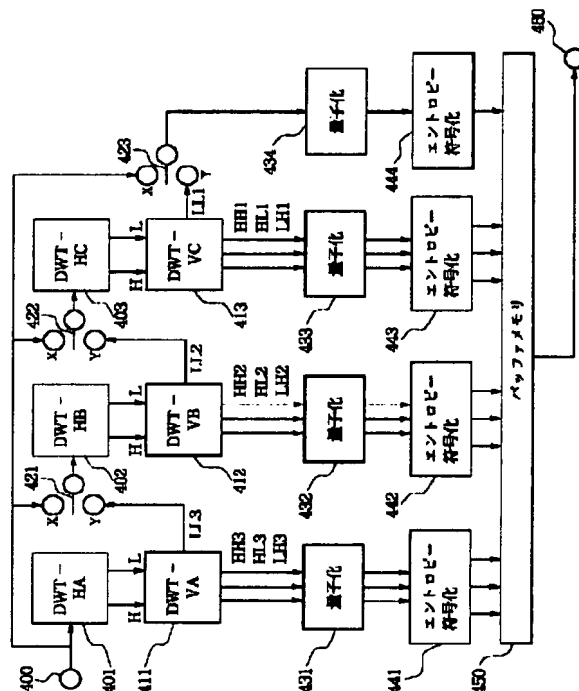 400
DWT-
HA
401
X
421
Y
DWT-
HB
402
X
422
Y
DWT-
HC
403
X
423
Y
H
L
LL3
H
L
LL2
H
L
LL1
DWT-
VA
411
DWT-
VB
412
DWT-
VC
413
HH3
HL3
LH3
HH2
HL2
LH2
HH1
HL1
LH1
量子化
431
量子化
432
量子化
433
量子化
434
エントロピー
符号化
441
エントロピー
符号化
442
エントロピー
符号化
443
エントロピー
符号化
444
バッファメモリ
450
480